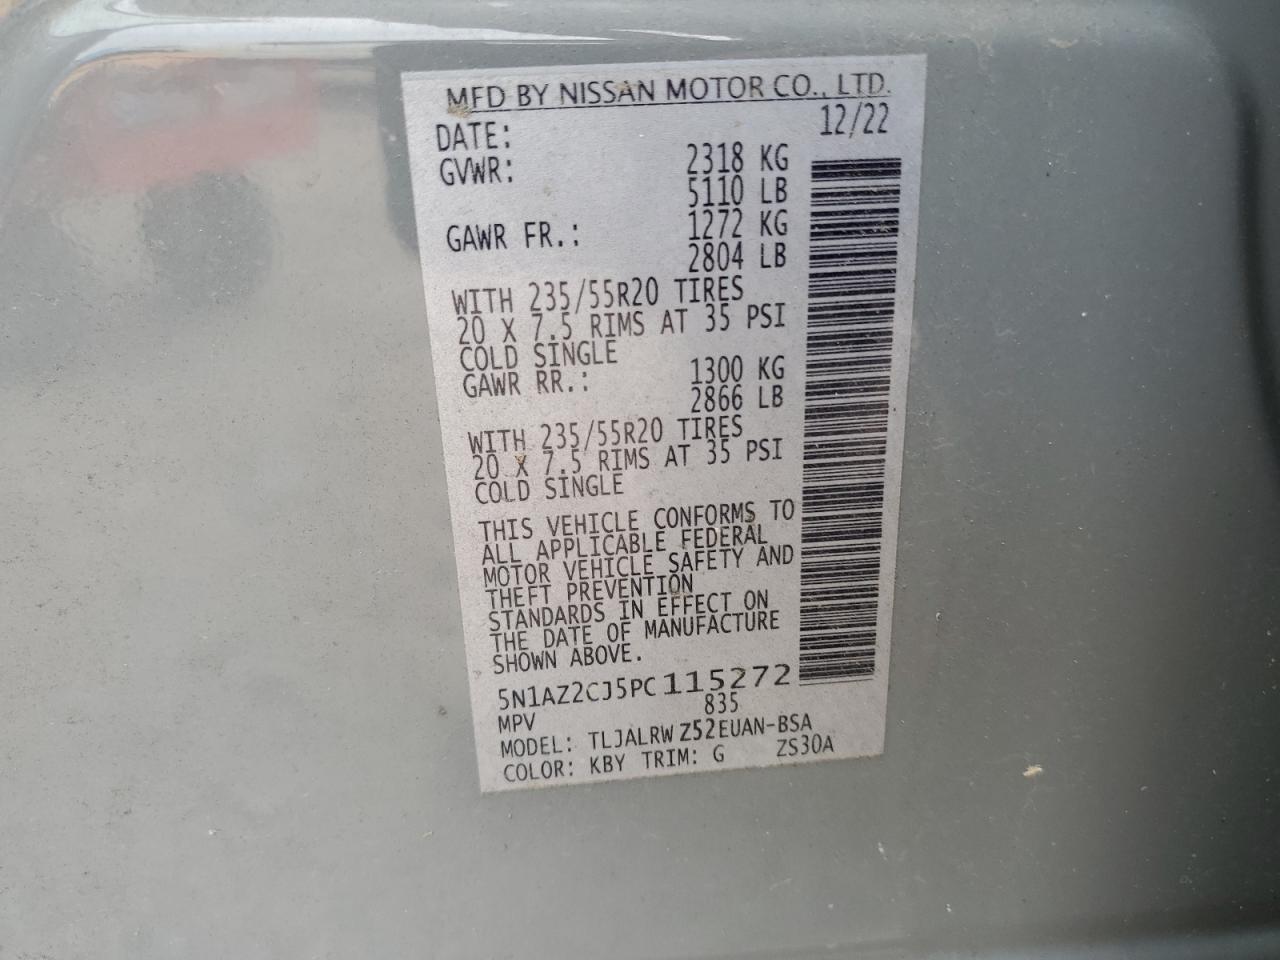 MFD BY NISSAN MOTOR CO., LTD.
DATE: 12/22
GVWR: 2318 KG
5110 LB
GAWR FR.: 1272 KG
2804 LB
WITH 235/55R20 TIRES
20 X 7.5 RIMS AT 35 PSI
COLD SINGLE
GAWR RR.: 1300 KG
2866 LB
WITH 235/55R20 TIRES
20 X 7.5 RIMS AT 35 PSI
COLD SINGLE
THIS VEHICLE CONFORMS TO
ALL APPLICABLE FEDERAL
MOTOR VEHICLE SAFETY AND
THEFT PREVENTION
STANDARDS IN EFFECT ON
THE DATE OF MANUFACTURE
SHOWN ABOVE.
5N1AZ2CJ5PC115272
MPV 835
MODEL: TLJALRW Z52EUAN-BSA
COLOR: KBY TRIM: G ZS30A